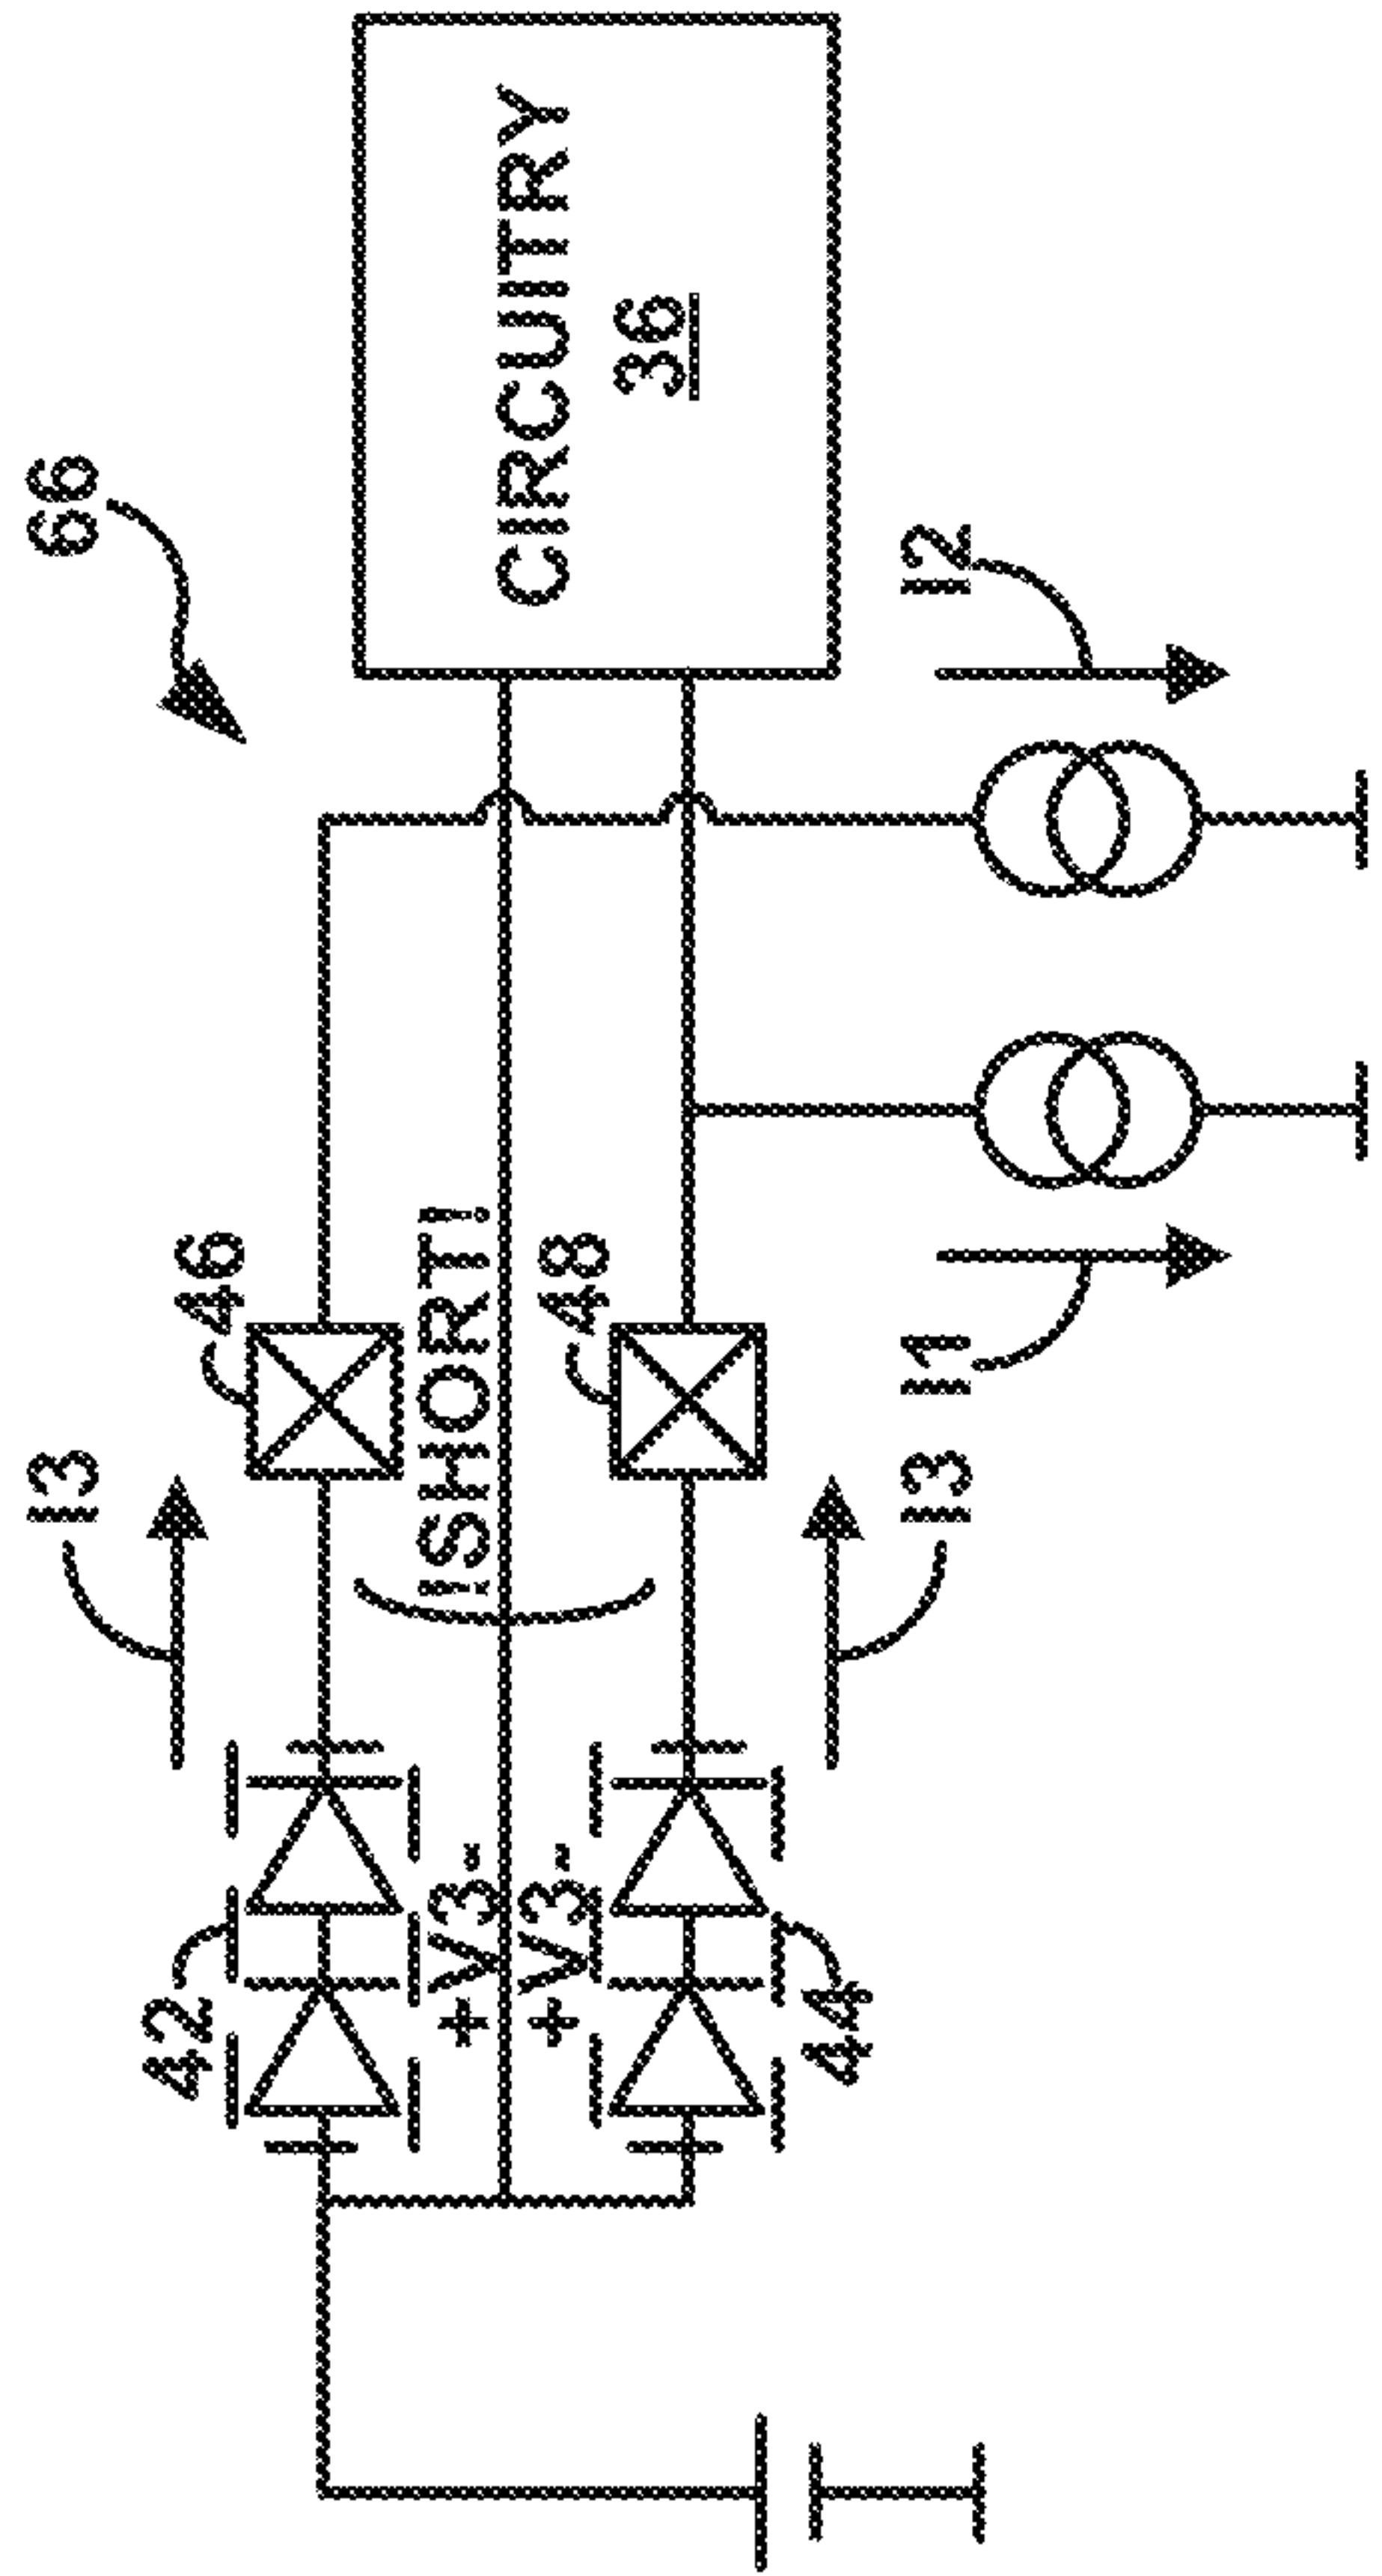 I3
66
42
46
+V3-
!SHORT!
CIRCUITRY
+V3-
48
36
44
I3
I1
I2